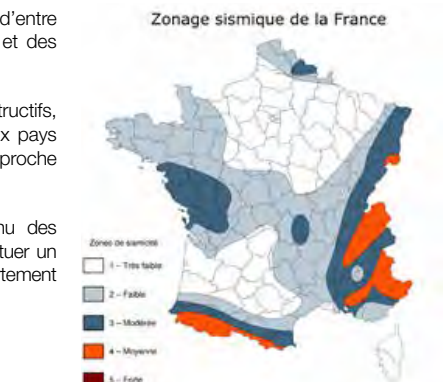 d'entre
et des
tructifs,
x pays
proche
nu des
tuer un
rtement
Zonage sismique de la France
Zones de sismicité
1 – Très faible
2 – Faible
3 – Modérée
4 – Moyenne
5 – Forte